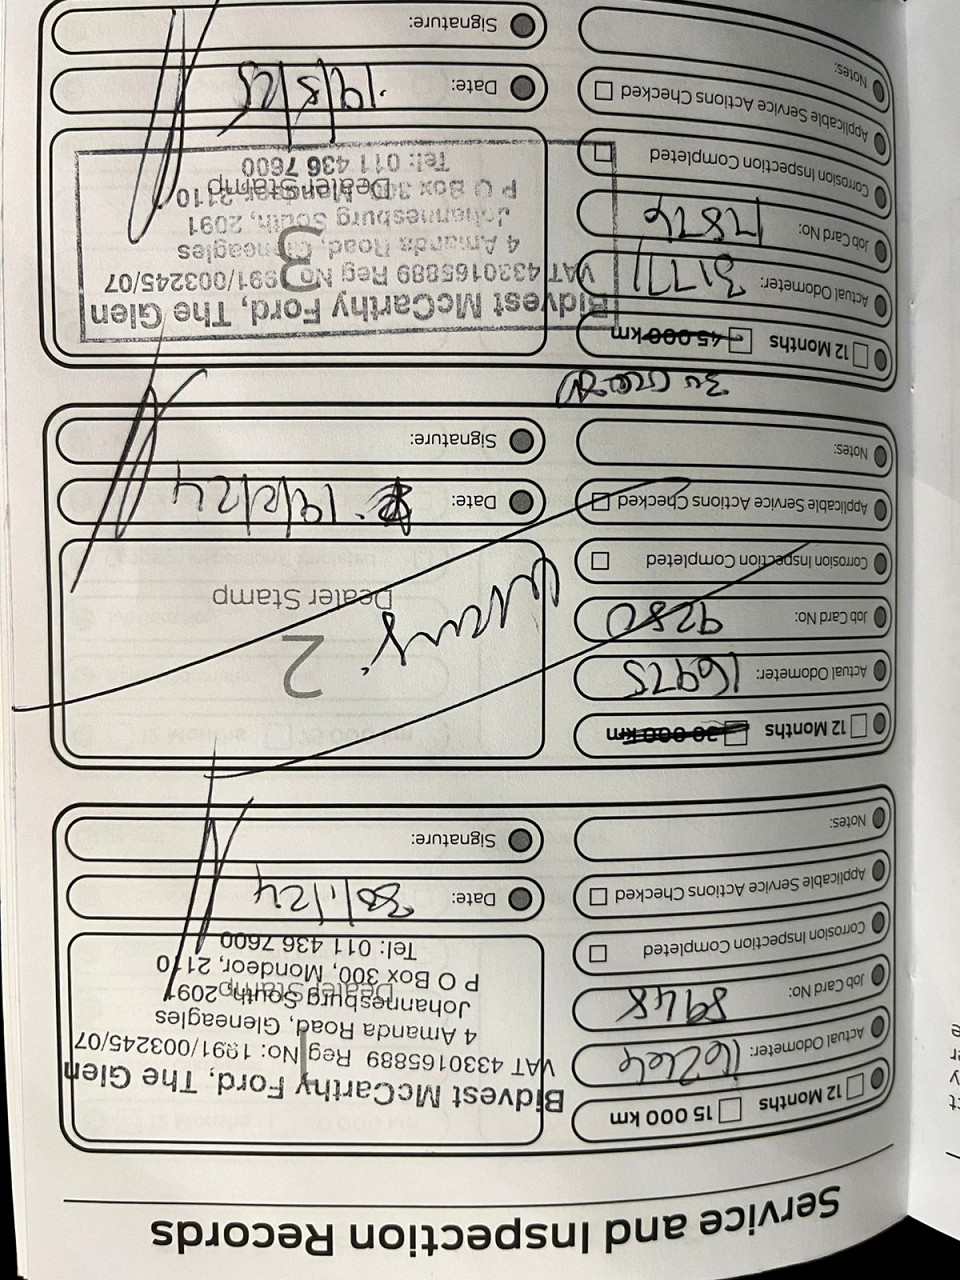 Service and Inspection Records
12 Months 15 000 km
Actual Odometer: 16264
Job Card No: 8948
Corrosion Inspection Completed
Applicable Service Actions Checked
Notes:
Bidvest McCarthy Ford, The Glen
VAT 4330165889 Reg No: 1991/003245/07
1
4 Amanda Road, Gleneagles
Johannesburg South, 2091
Dealer Stamp
P O Box 300, Mondeor, 2110
Tel: 011 436 7600
Date: 30/1/24
Signature:
12 Months 30 000 km
Actual Odometer: 16975
Job Card No: 9280
Corrosion Inspection Completed
Applicable Service Actions Checked
Notes:
2
Dealer Stamp
Date: 19/2/24
Signature:
12 Months 45 000 km
Actual Odometer: 31771
Job Card No: 17876
Corrosion Inspection Completed
Applicable Service Actions Checked
Notes:
Bidvest McCarthy Ford, The Glen
VAT 4330165889 Reg No 1991/003245/07
3
4 Amanda Road, Gleneagles
Johannesburg South, 2091
P O Box 300, Mondeor, 2110
Dealer Stamp
Tel: 011 436 7600
Date: 19/8/25
Signature: